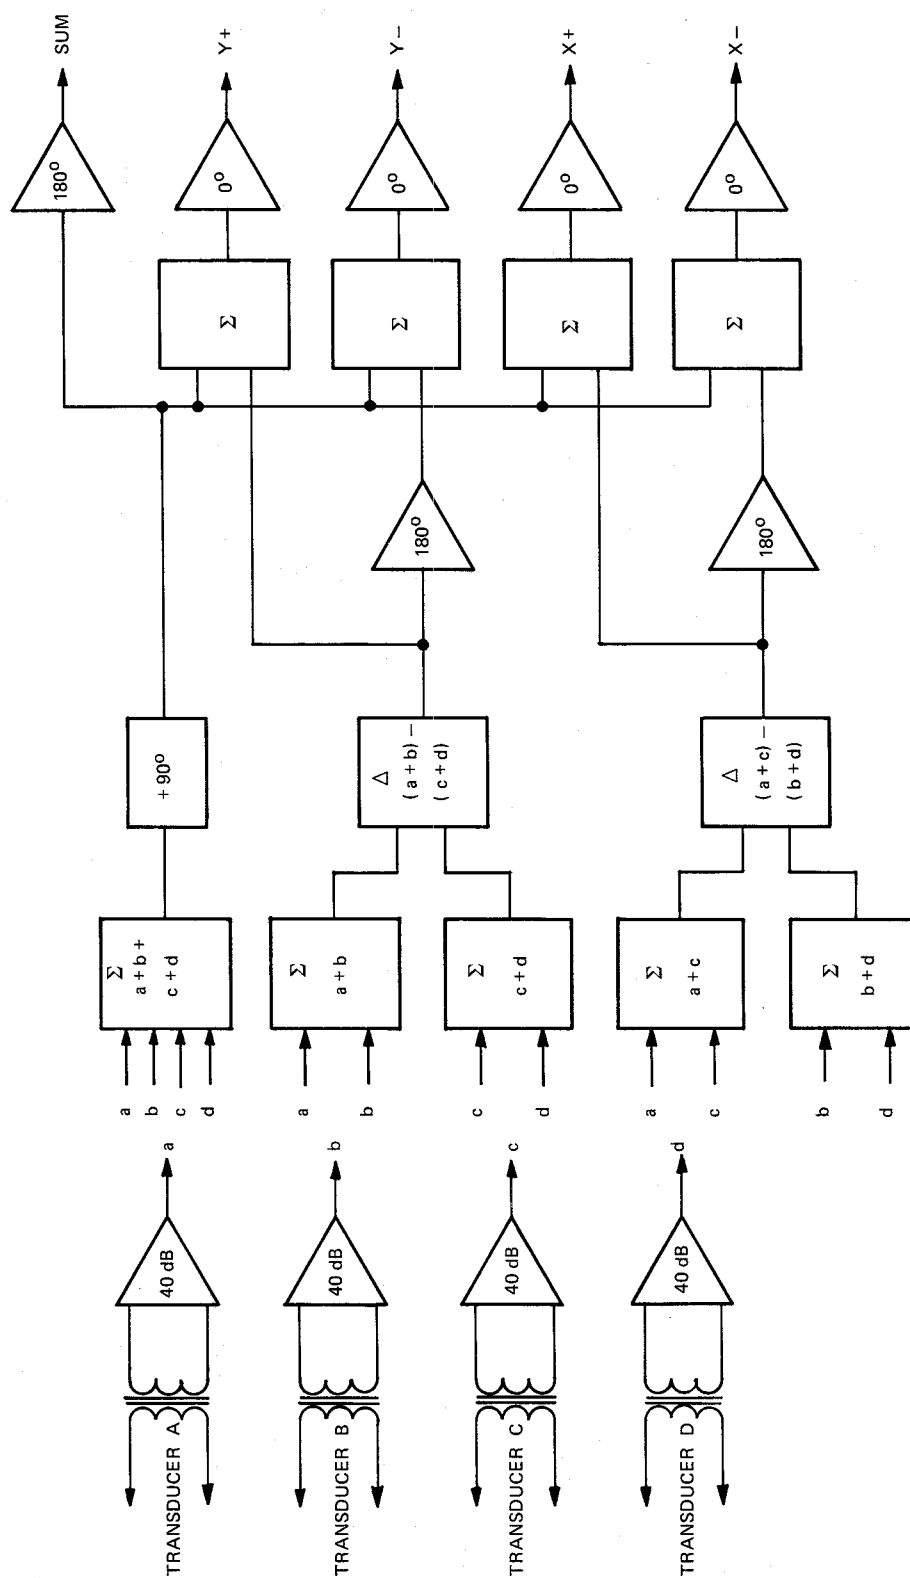 TRANSDUCER A
40 dB
a
TRANSDUCER B
40 dB
b
TRANSDUCER C
40 dB
c
TRANSDUCER D
40 dB
d
a
b
c
d
Σ
a + b +
c + d
+ 90°
180°
SUM
a
b
Σ
a + b
c
d
Σ
c + d
Δ
(a + b) –
(c + d)
180°
Σ
0°
Y+
Σ
0°
Y–
a
c
Σ
a + c
b
d
Σ
b + d
Δ
(a + c) –
(b + d)
180°
Σ
0°
X+
Σ
0°
X–